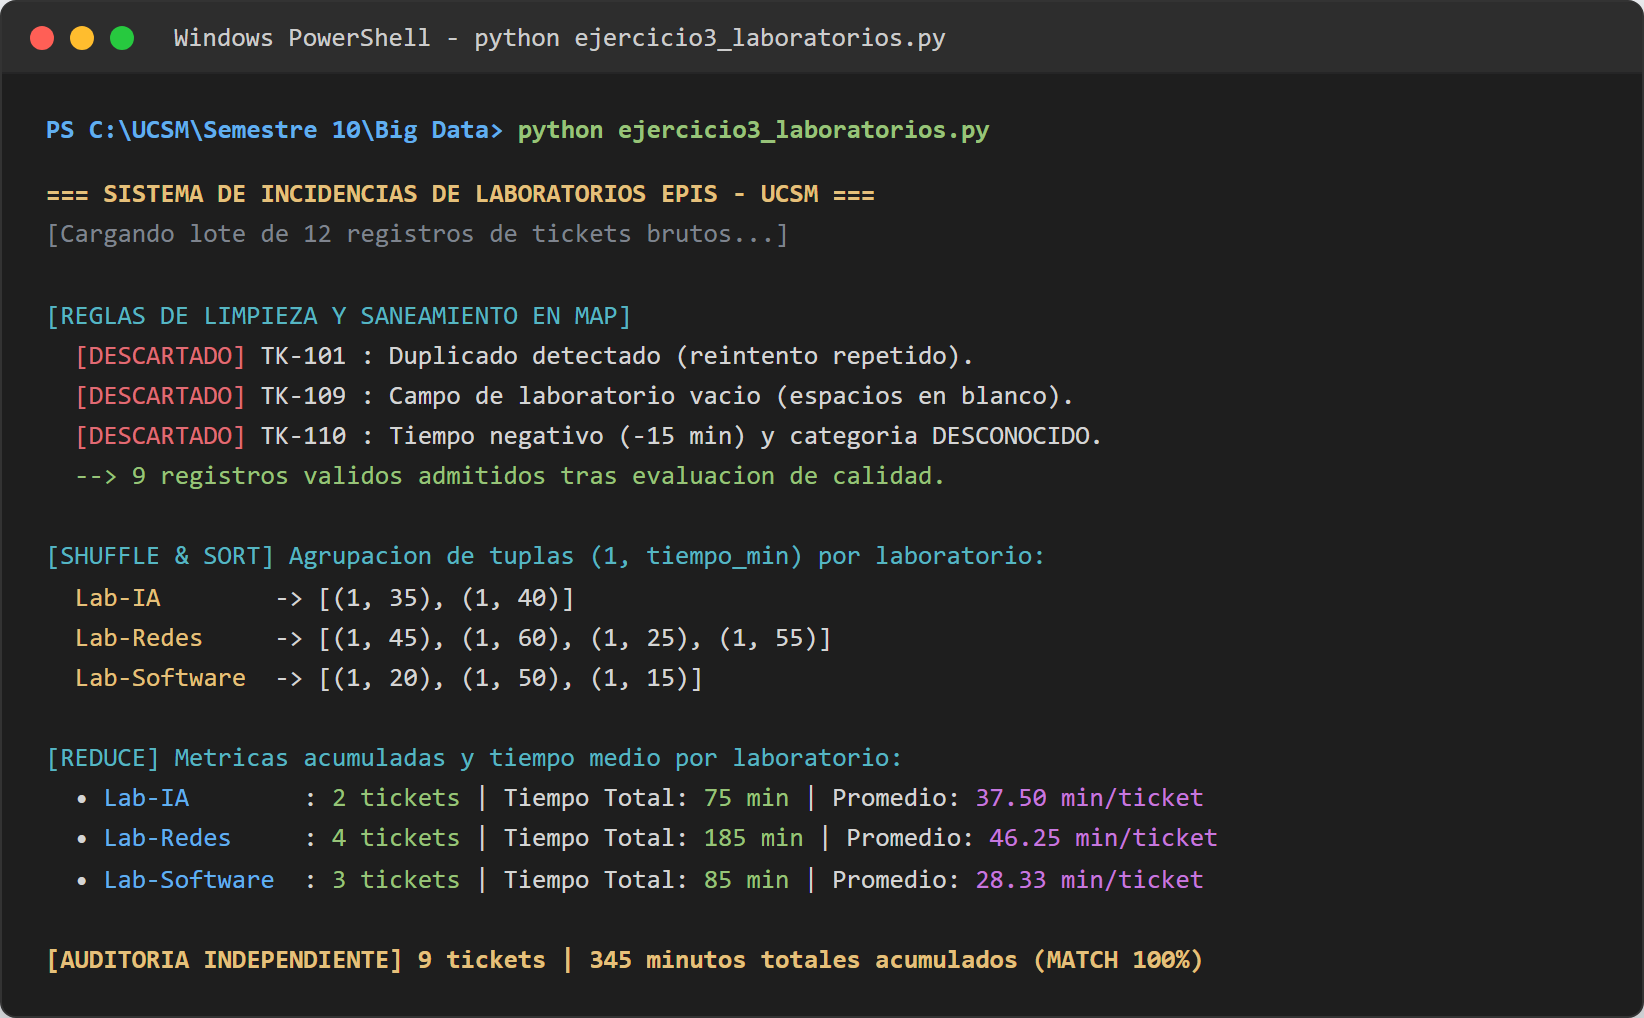 Windows PowerShell - python ejercicio3_laboratorios.py
PS C:\UCSM\Semestre 10\Big Data> python ejercicio3_laboratorios.py
=== SISTEMA DE INCIDENCIAS DE LABORATORIOS EPIS - UCSM ===
[Cargando lote de 12 registros de tickets brutos...]
[REGLAS DE LIMPIEZA Y SANEAMIENTO EN MAP]
[DESCARTADO] TK-101 : Duplicado detectado (reintento repetido).
[DESCARTADO] TK-109 : Campo de laboratorio vacio (espacios en blanco).
[DESCARTADO] TK-110 : Tiempo negativo (-15 min) y categoria DESCONOCIDO.
--> 9 registros validos admitidos tras evaluacion de calidad.
[SHUFFLE & SORT] Agrupacion de tuplas (1, tiempo_min) por laboratorio:
Lab-IA        -> [(1, 35), (1, 40)]
Lab-Redes     -> [(1, 45), (1, 60), (1, 25), (1, 55)]
Lab-Software  -> [(1, 20), (1, 50), (1, 15)]
[REDUCE] Metricas acumuladas y tiempo medio por laboratorio:
• Lab-IA        : 2 tickets | Tiempo Total: 75 min | Promedio: 37.50 min/ticket
• Lab-Redes     : 4 tickets | Tiempo Total: 185 min | Promedio: 46.25 min/ticket
• Lab-Software  : 3 tickets | Tiempo Total: 85 min | Promedio: 28.33 min/ticket
[AUDITORIA INDEPENDIENTE] 9 tickets | 345 minutos totales acumulados (MATCH 100%)